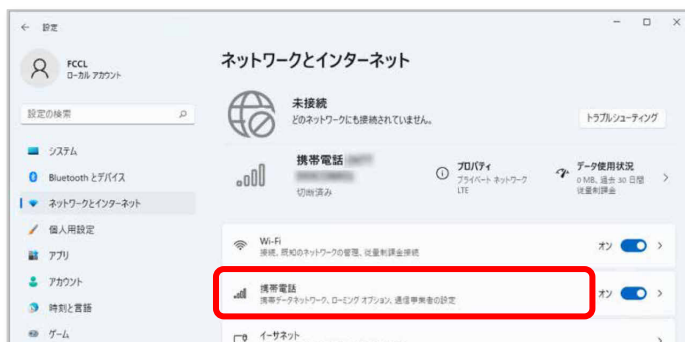 設定
FCCL
ローカル アカウント
設定の検索
システム
Bluetooth とデバイス
ネットワークとインターネット
個人用設定
アプリ
アカウント
時刻と言語
ゲーム
ネットワークとインターネット
未接続
どのネットワークにも接続されていません。
トラブルシューティング
携帯電話
切断済み
プロパティ
プライベート ネットワーク
LTE
データ使用状況
0 MB、過去 30 日間
従量制課金
Wi-Fi
接続、既知のネットワークの管理、従量制課金接続
オン
携帯電話
携帯データネットワーク、ローミング オプション、通信事業者の設定
オン
イーサネット